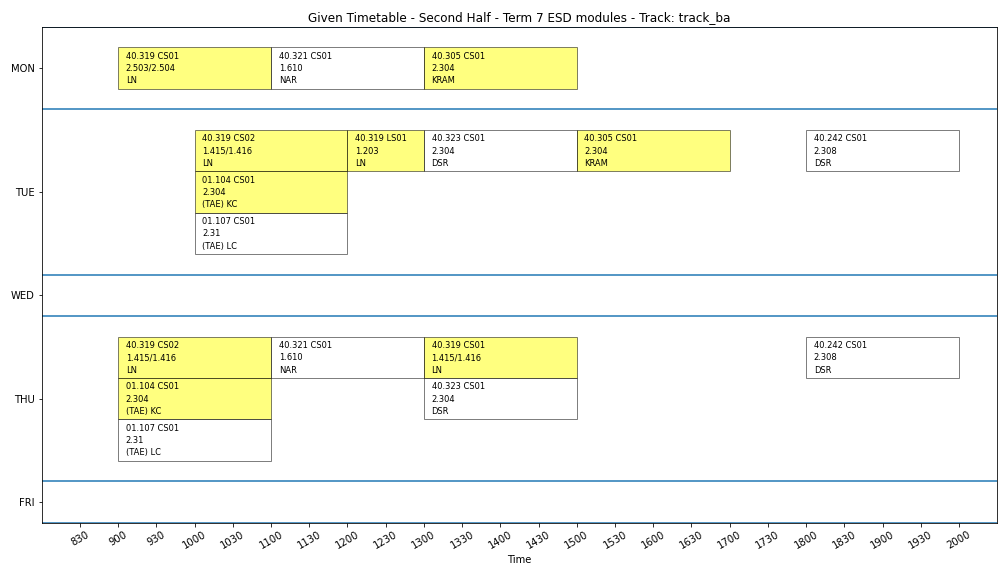 Given Timetable - Second Half - Term 7 ESD modules - Track: track_ba
MON
40.319 CS01
2.503/2.504
LN
40.321 CS01
1.610
NAR
40.305 CS01
2.304
KRAM
TUE
40.319 CS02
1.415/1.416
LN
40.319 LS01
1.203
LN
40.323 CS01
2.304
DSR
40.305 CS01
2.304
KRAM
40.242 CS01
2.308
DSR
01.104 CS01
2.304
(TAE) KC
01.107 CS01
2.31
(TAE) LC
WED
THU
40.319 CS02
1.415/1.416
LN
40.321 CS01
1.610
NAR
40.319 CS01
1.415/1.416
LN
40.242 CS01
2.308
DSR
01.104 CS01
2.304
(TAE) KC
40.323 CS01
2.304
DSR
01.107 CS01
2.31
(TAE) LC
FRI
830 900 930 1000 1030 1100 1130 1200 1230 1300 1330 1400 1430 1500 1530 1600 1630 1700 1730 1800 1830 1900 1930 2000
Time